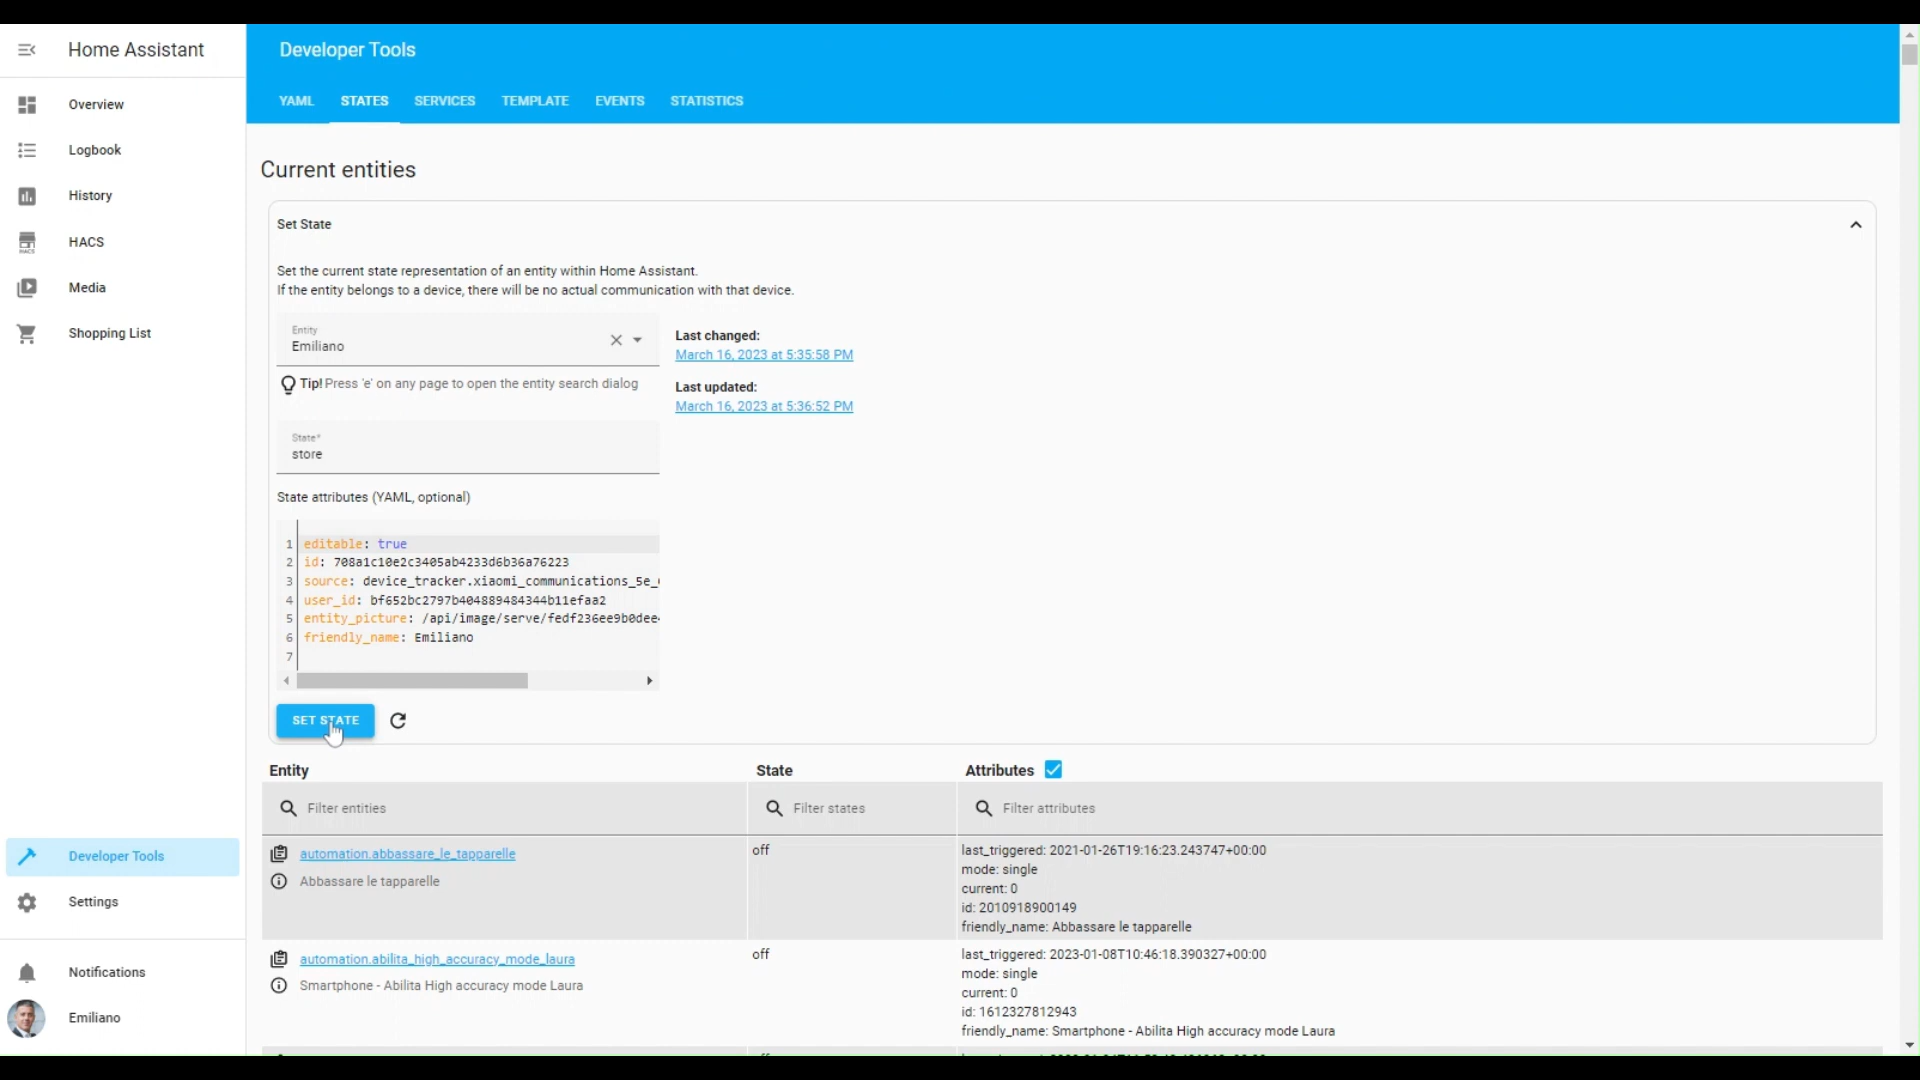 Home Assistant
Developer Tools
YAML STATES SERVICES TEMPLATE EVENTS STATISTICS
Overview
Logbook
History
HACS
HACS
Media
Shopping List
Developer Tools
Settings
Notifications
Emiliano
Current entities
Set State
Set the current state representation of an entity within Home Assistant.
If the entity belongs to a device, there will be no actual communication with that device.
Entity
Emiliano
Tip! Press 'e' on any page to open the entity search dialog
Last changed:
March 16, 2023 at 5:35:58 PM
Last updated:
March 16, 2023 at 5:36:52 PM
State*
store
State attributes (YAML, optional)
1 editable: true
2 id: 708a1c10e2c3405ab4233d6b36a76223
3 source: device_tracker.xiaomi_communications_5e_
4 user_id: bf652bc2797b404889484344b11efaa2
5 entity_picture: /api/image/serve/fedf236ee9b0dee
6 friendly_name: Emiliano
7
SET STATE
Entity State Attributes
Filter entities Filter states Filter attributes
automation.abbassare_le_tapparelle off last_triggered: 2021-01-26T19:16:23.243747+00:00
mode: single
Abbassare le tapparelle current: 0
id: 2010918900149
friendly_name: Abbassare le tapparelle
automation.abilita_high_accuracy_mode_laura off last_triggered: 2023-01-08T10:46:18.390327+00:00
mode: single
Smartphone - Abilita High accuracy mode Laura current: 0
id: 1612327812943
friendly_name: Smartphone - Abilita High accuracy mode Laura